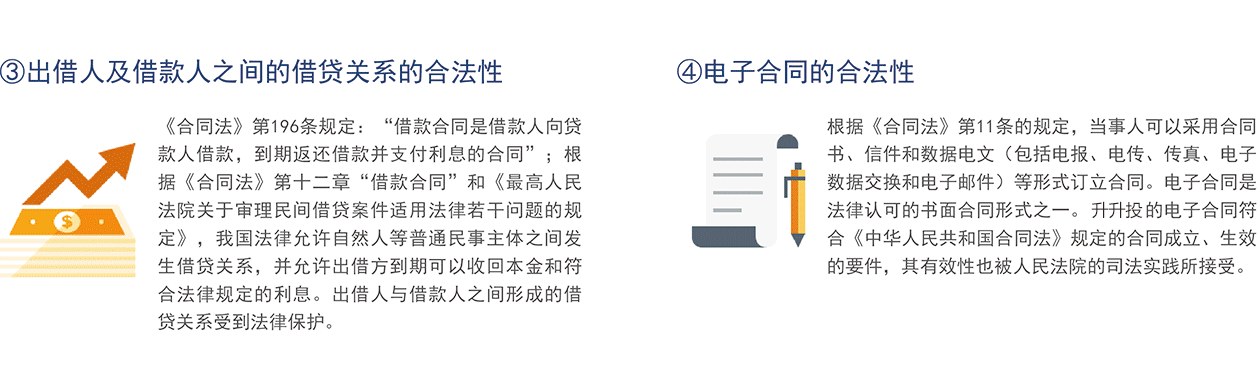 ③出借人及借款人之间的借贷关系的合法性
《合同法》第196条规定：“借款合同是借款人向贷
款人借款，到期返还借款并支付利息的合同”；根
据《合同法》第十二章“借款合同”和《最高人民
法院关于审理民间借贷案件适用法律若干问题的规
定》，我国法律允许自然人等普通民事主体之间发
生借贷关系，并允许出借方到期可以收回本金和符
合法律规定的利息。出借人与借款人之间形成的借
贷关系受到法律保护。
④电子合同的合法性
根据《合同法》第11条的规定，当事人可以采用合同
书、信件和数据电文（包括电报、电传、传真、电子
数据交换和电子邮件）等形式订立合同。电子合同是
法律认可的书面合同形式之一。升升投的电子合同符
合《中华人民共和国合同法》规定的合同成立、生效
的要件，其有效性也被人民法院的司法实践所接受。